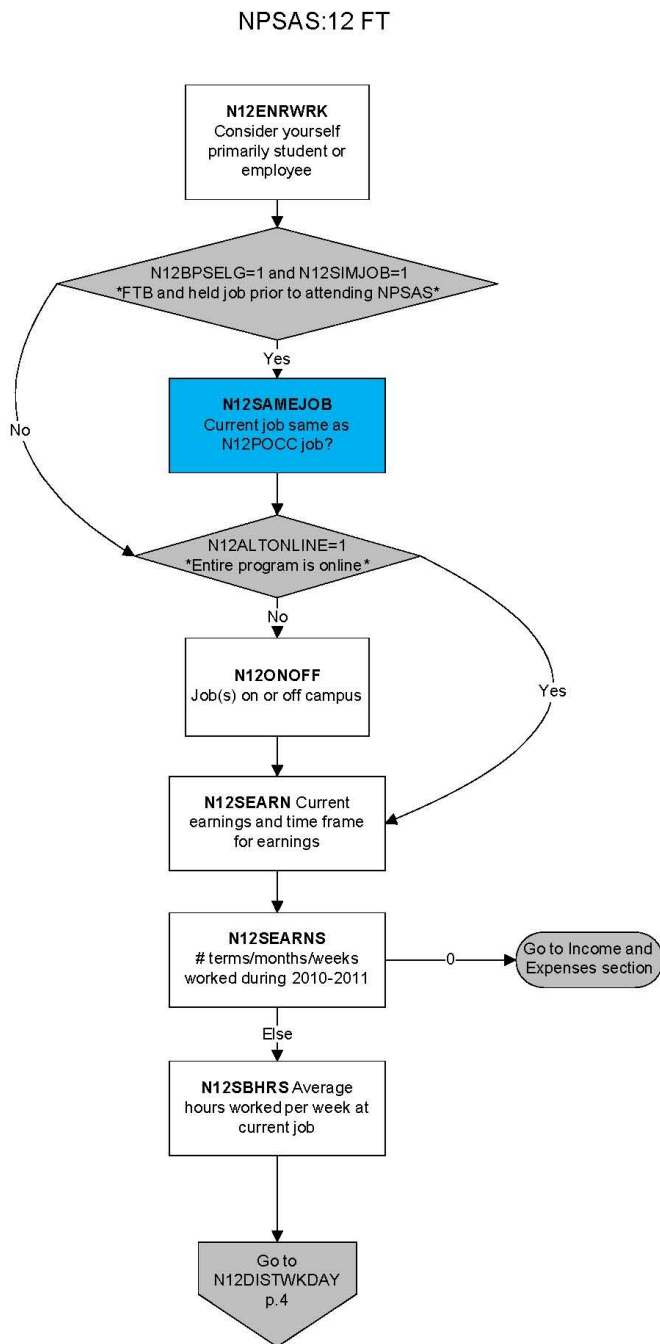 NPSAS:12 FT
N12ENRWRK
Consider yourself
primarily student or
employee
N12BPSELG=1 and N12SIMJOB=1
*FTB and held job prior to attending NPSAS*
Yes
N12SAMEJOB
Current job same as
N12POCC job?
No
N12ALTONLINE=1
*Entire program is online*
No
N12ONOFF
Job(s) on or off campus
Yes
N12SEARN Current
earnings and time frame
for earnings
N12SEARNS
# terms/months/weeks
worked during 2010-2011
0
Go to Income and
Expenses section
Else
N12SBHRS Average
hours worked per week at
current job
Go to
N12DISTWKDAY
p.4